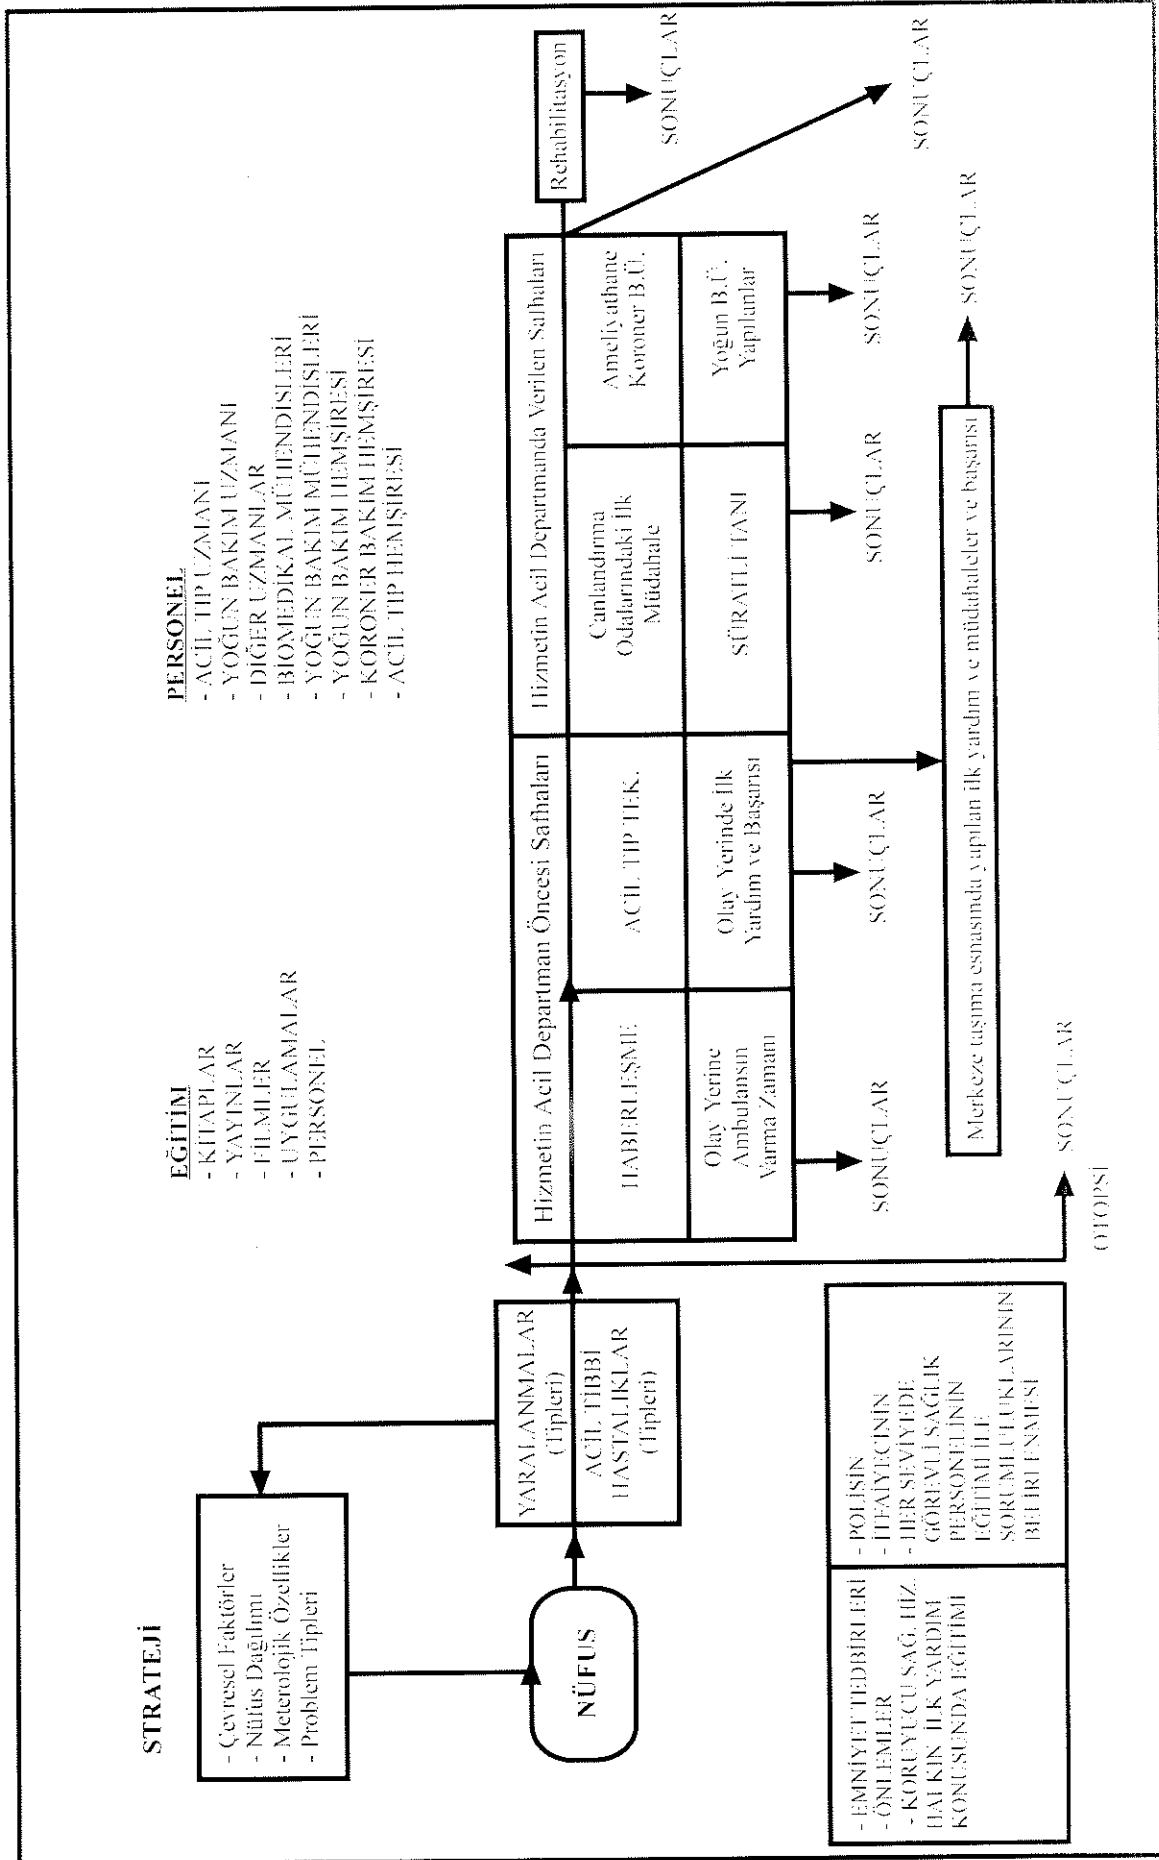 STRATEJİ
- Çevresel Faktörler
- Nüfus Dağılımı
- Meterolojik Özellikler
- Problem Tipleri
NÜFUS
YARALANMALAR
(Tipleri)
ACİL TIBBİ
HASTALIKLAR
(Tipleri)
- EMNİYET TEDBİRLERİ
- ÖNLEMLER
- KORUYUCU SAĞ. HİZ.
HALKIN İLK YARDIM
KONUSUNDA EĞİTİMİ
- POLİSİN
- İTFAİYECİNİN
- HER SEVİYEDE
GÖREVLİ SAĞLIK
PERSONELİNİN
EĞİTİMİ İLE
SORUMLULUKLARININ
BELİRLENMESİ
EĞİTİM
- KİTAPLAR
- YAYINLAR
- FİLMLER
- UYGULAMALAR
- PERSONEL
PERSONEL
- ACİL TIP UZMANI
- YOĞUN BAKIM UZMANI
- DİĞER UZMANLAR
- BİOMEDİKAL MÜHENDİSLERİ
- YOĞUN BAKIM MÜHENDİSLERİ
- YOĞUN BAKIM HEMŞİRESİ
- KORONER BAKIM HEMŞİRESİ
- ACİL TIP HEMŞİRESİ
Hizmetin Acil Departman Öncesi Safhaları
Hizmetin Acil Departmanda Verilen Safhaları
HABERLEŞME
ACİL TIP TEK.
Canlandırma
Odalarındaki İlk
Müdahale
Ameliyathane
Koroner B.Ü.
Olay Yerine
Ambulansın
Varma Zamanı
Olay Yerinde İlk
Yardım ve Başarısı
SÜRATLİ TANI
Yoğun B.Ü.
Yapılanlar
Rehabilitasyon
SONUÇLAR
SONUÇLAR
SONUÇLAR
SONUÇLAR
SONUÇLAR
SONUÇLAR
Merkeze taşıma esnasında yapılan ilk yardım ve müdahaleler ve başarısı
SONUÇLAR
OTOPSİ
SONUÇLAR